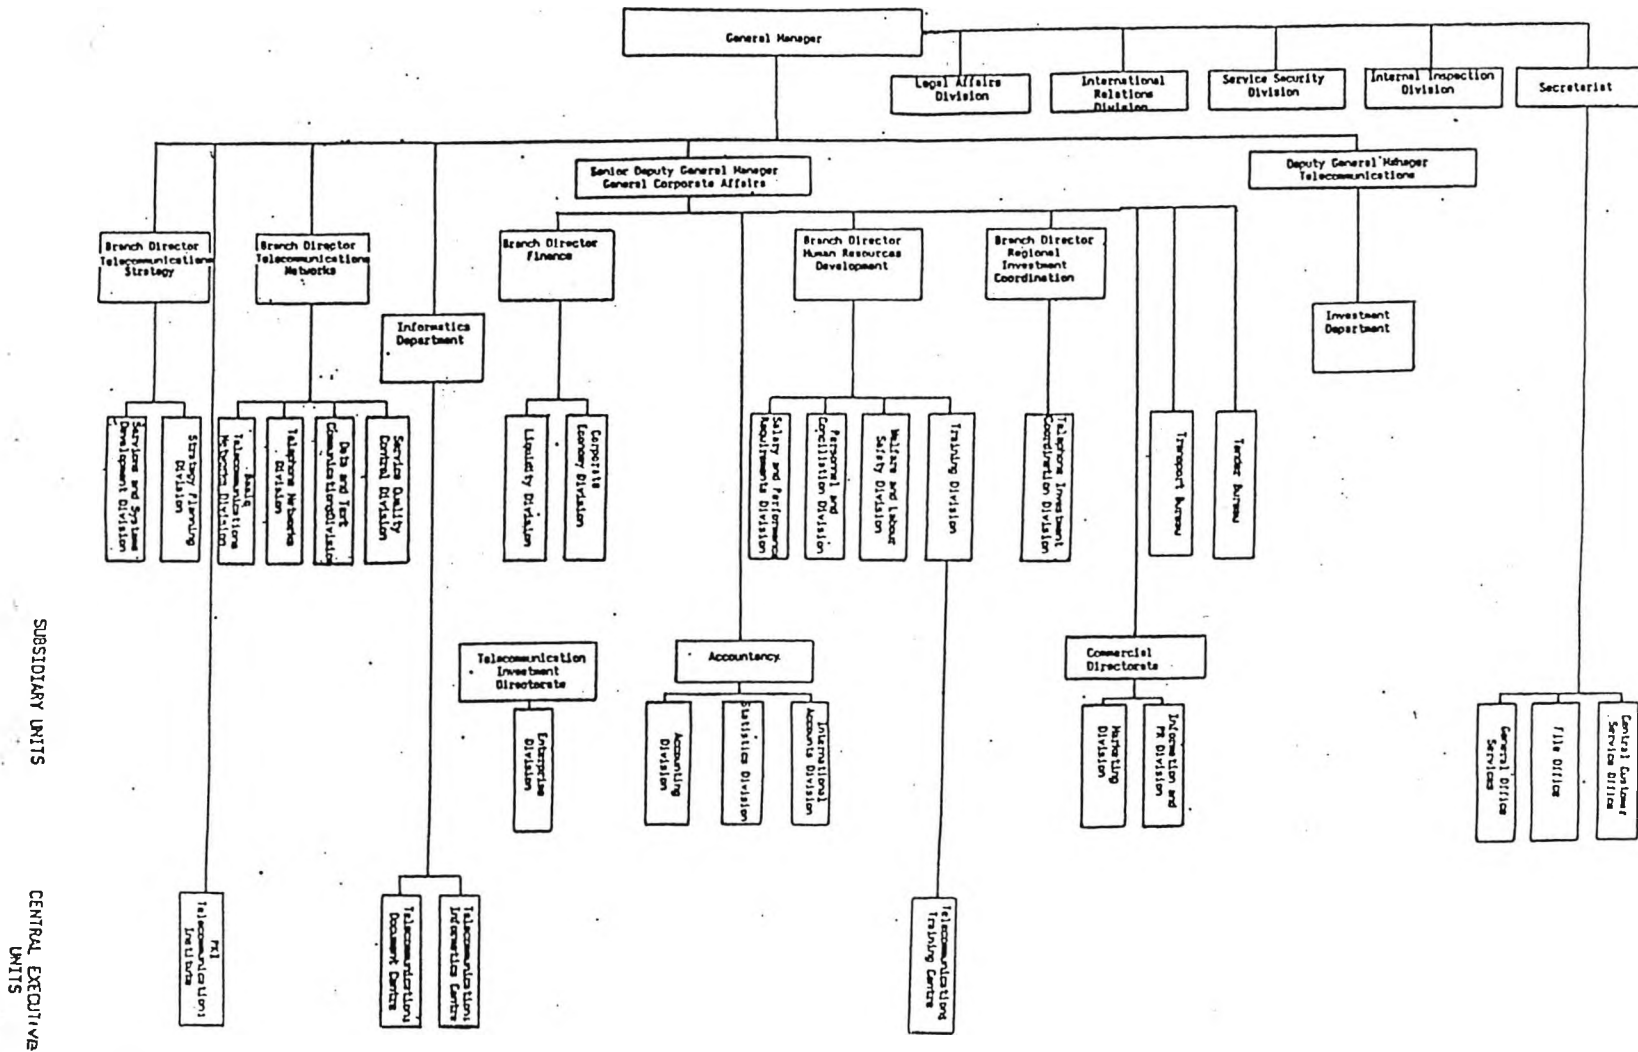 General Manager
Legal Affairs
Division
International
Relations
Division
Service Security
Division
Internal Inspection
Division
Secretariat
Senior Deputy General Manager
General Corporate Affairs
Deputy General Manager
Telecommunications
Branch Director
Telecommunications
Strategy
Branch Director
Telecommunications
Networks
Informatics
Department
Branch Director
Finance
Branch Director
Human Resources
Development
Branch Director
Regional
Investment
Coordination
Investment
Department
Services and Systems
Development Division
Strategy Planning
Division
Basic
Telecommunications
Networks Division
Telephone Networks
Division
Data and Text
Communication Division
Service Quality
Control Division
Liquidity Division
Corporate
Economy Division
Salary and Performance
Requirements Division
Personnel and
Conciliation Division
Welfare and Labour
Safety Division
Training Division
Telephone Investment
Coordination Division
Transport Bureau
Tender Bureau
SUBSIDIARY UNITS
Telecommunication
Investment
Directorate
Enterprise
Division
Accountancy
Accounting
Division
Statistics Division
International
Accounts Division
Commercial
Directorate
Marketing
Division
Information and
PR Division
General Office
Services
File Office
Central Customer
Service Office
CENTRAL EXECUTIVE
UNITS
PKI
Telecommunications
Institute
Telecommunications
Document Centre
Telecommunications
Informatics Centre
Telecommunications
Training Centre